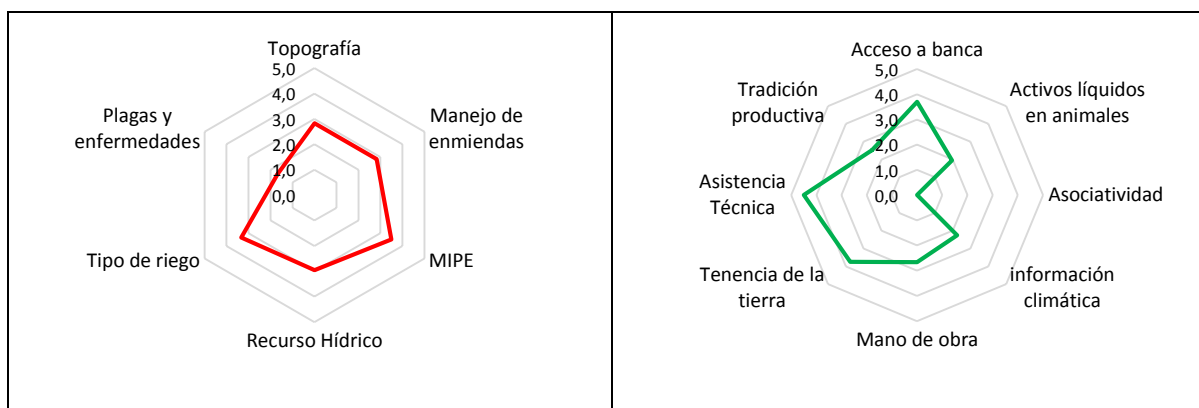 Topografía
5,0
4,0
3,0
2,0
1,0
0,0
Manejo de
enmiendas
MIPE
Recurso Hídrico
Tipo de riego
Plagas y
enfermedades
Acceso a banca
5,0
4,0
3,0
2,0
1,0
0,0
Activos líquidos
en animales
Asociatividad
información
climática
Mano de obra
Tenencia de la
tierra
Asistencia
Técnica
Tradición
productiva